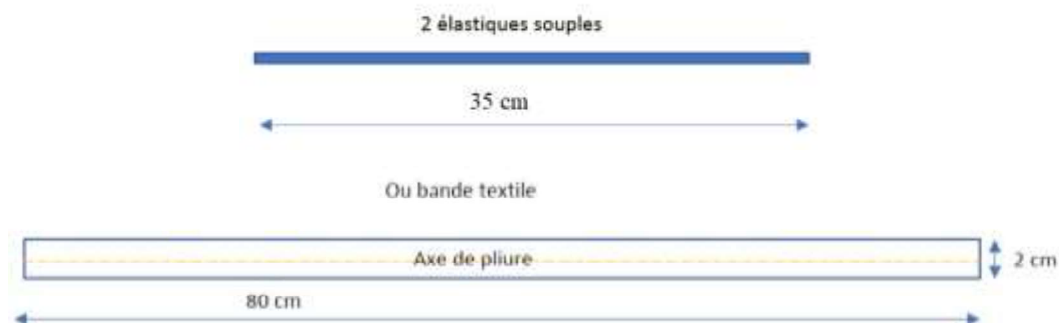 2 élastiques souples
35 cm
Ou bande textile
Axe de pliure
2 cm
80 cm